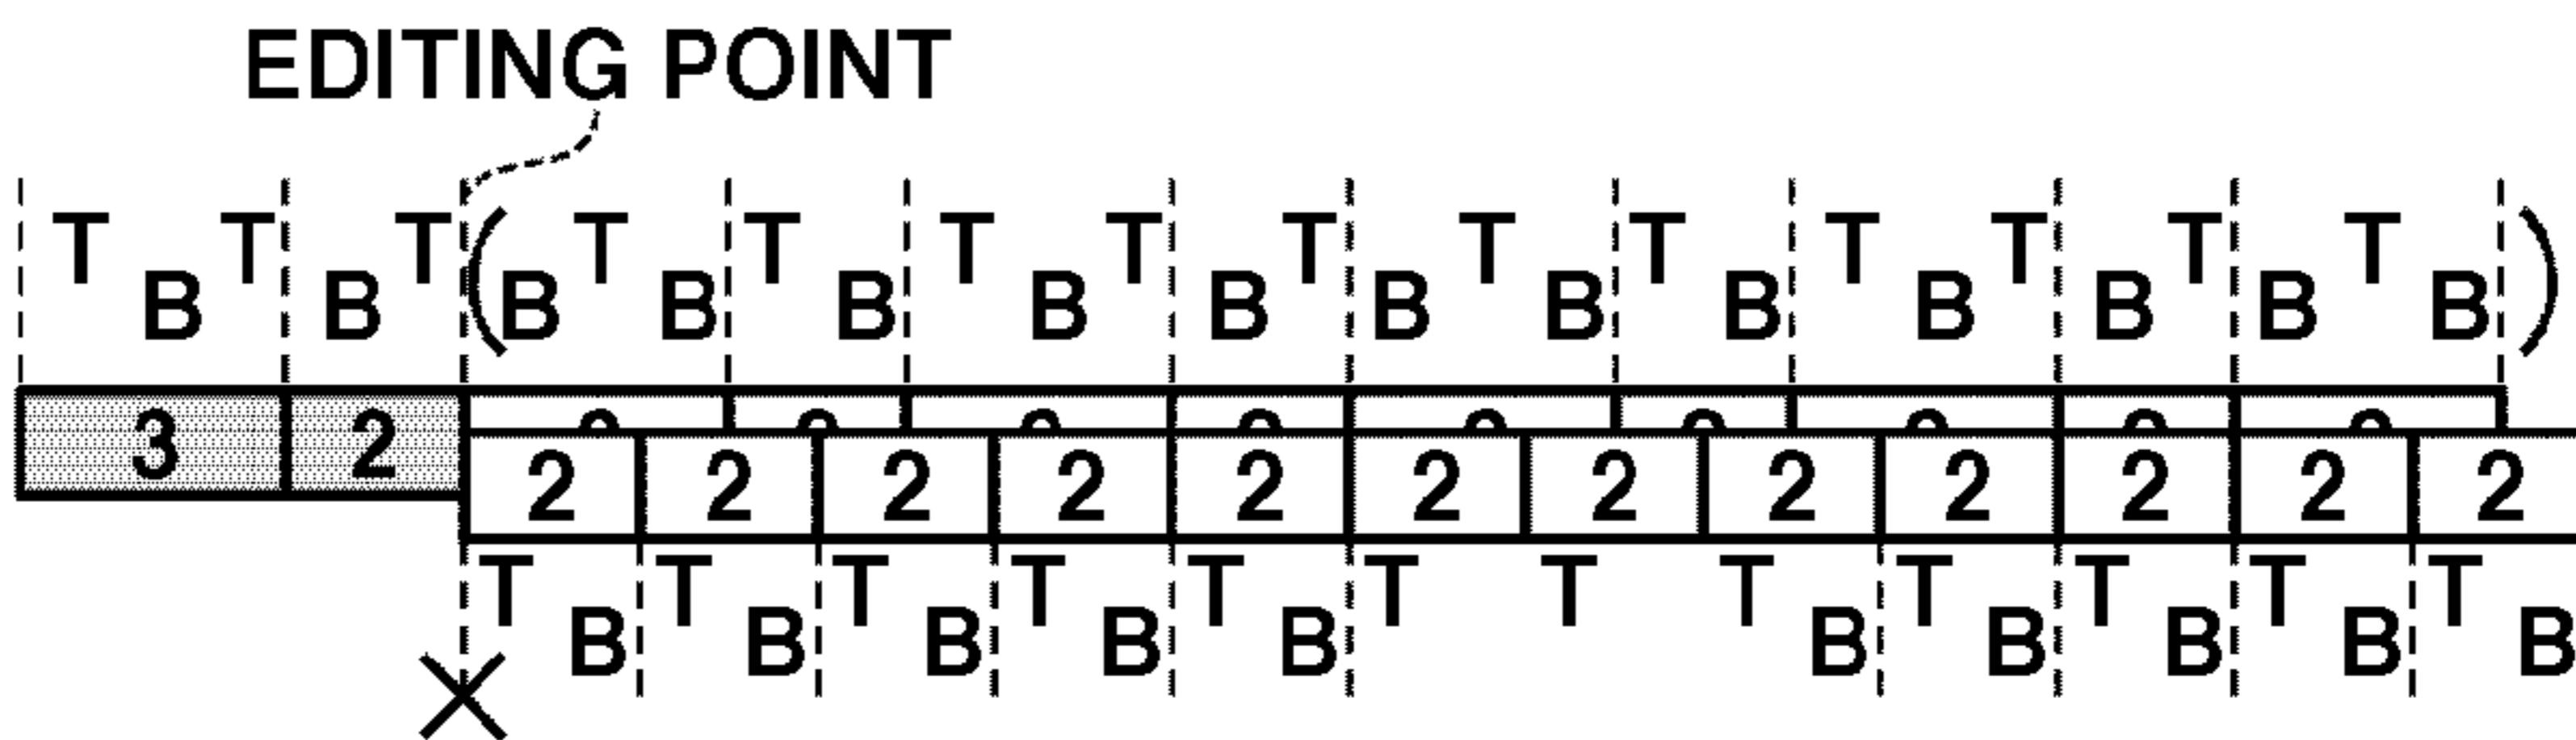 EDITING POINT
T B T B T ( B T B T B T B T B T B T B T B T B T B T B T B )
3 2
2 2 2 2 2 2 2 2 2 2 2 2
T B T B T B T B T B T T T B T B T B T B T B